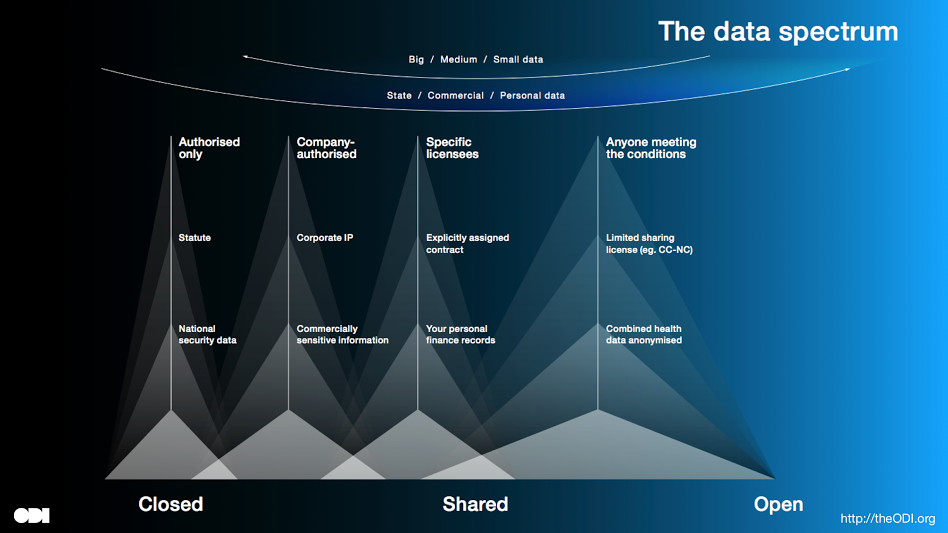 The data spectrum
Big / Medium / Small data
State / Commercial / Personal data
Authorised
only
Company-
authorised
Specific
licensees
Anyone meeting
the conditions
Statute
Corporate IP
Explicitly assigned
contract
Limited sharing
license (eg. CC-NC)
National
security data
Commercially
sensitive information
Your personal
finance records
Combined health
data anonymised
Closed
Shared
Open
ODI
http://theODI.org